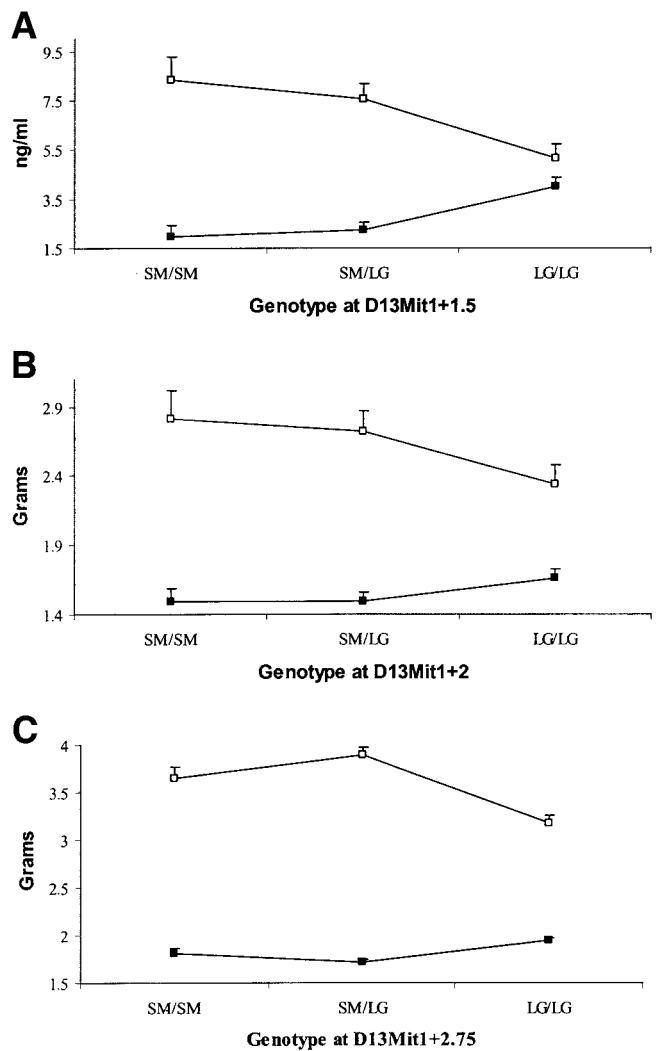 A
9.5
7.5
5.5
3.5
1.5
ng/ml
SM/SM SM/LG LG/LG
Genotype at D13Mit1+1.5
B
2.9
2.4
1.9
1.4
Grams
SM/SM SM/LG LG/LG
Genotype at D13Mit1+2
C
4
3.5
3
2.5
2
1.5
Grams
SM/SM SM/LG LG/LG
Genotype at D13Mit1+2.75